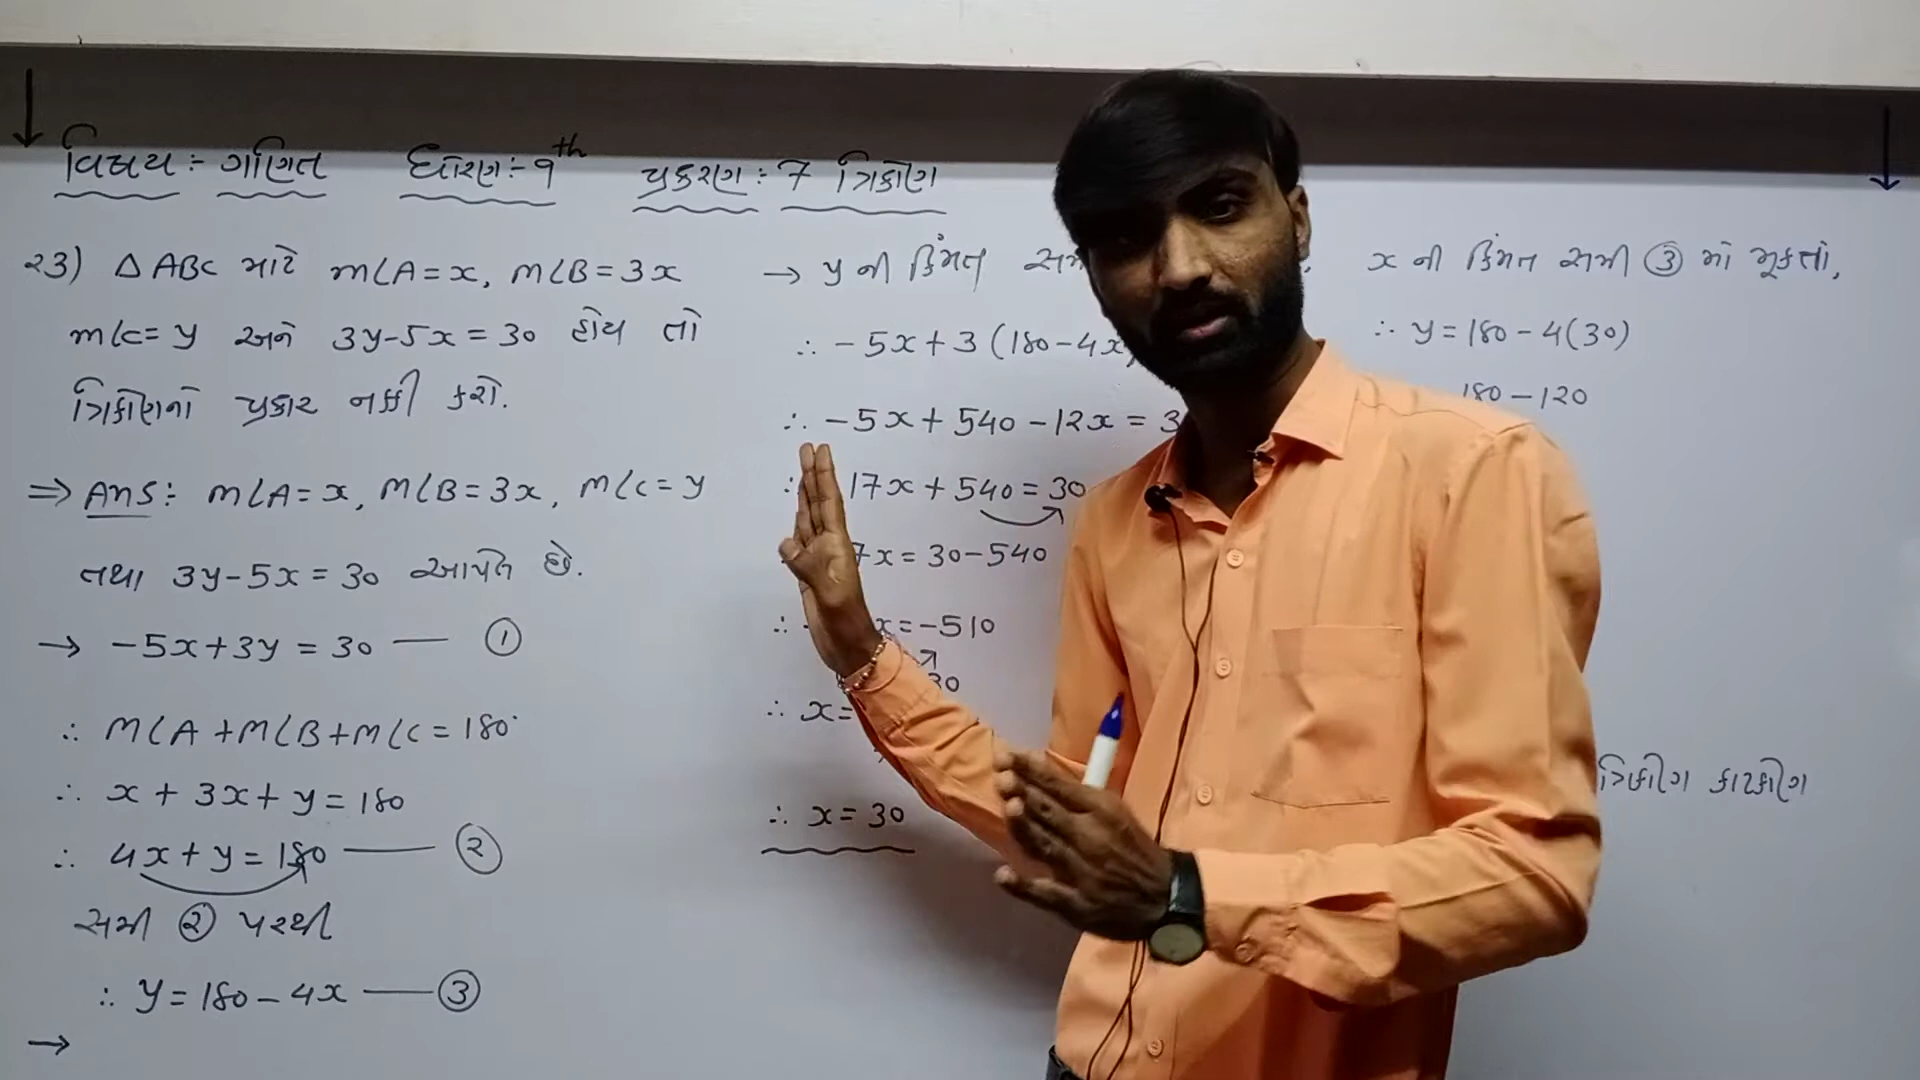 વિષય :- ગણિત ધોરણ :- 9th પ્રકરણ : 7 ત્રિકોણ
૨૩) △ABC માટે m∠A = x, m∠B = 3x
m∠C = y અને 3y-5x = 30 હોય તો
ત્રિકોણનો પ્રકાર નક્કી કરો.
⇒ Ans :- m∠A = x, m∠B = 3x, m∠C = y
તથા 3y-5x = 30 આપેલ છે.
→ -5x+3y = 30 — ①
∴ m∠A + m∠B + m∠C = 180°
∴ x + 3x + y = 180
∴ 4x + y = 180 — ②
સમી ② પરથી
∴ y = 180 - 4x — ③
→
→ y ની કિંમત
∴ -5x + 3 (180 - 4x
∴ -5x + 540 - 12x = 3
17x + 540 = 30
7x = 30 - 540
x = -510
30
∴ x =
∴ x = 30
x ની કિંમત સમી ③ માં મૂકતાં,
∴ y = 180 - 4(30)
180 - 120
ત્રિકોણ કાટકોણ